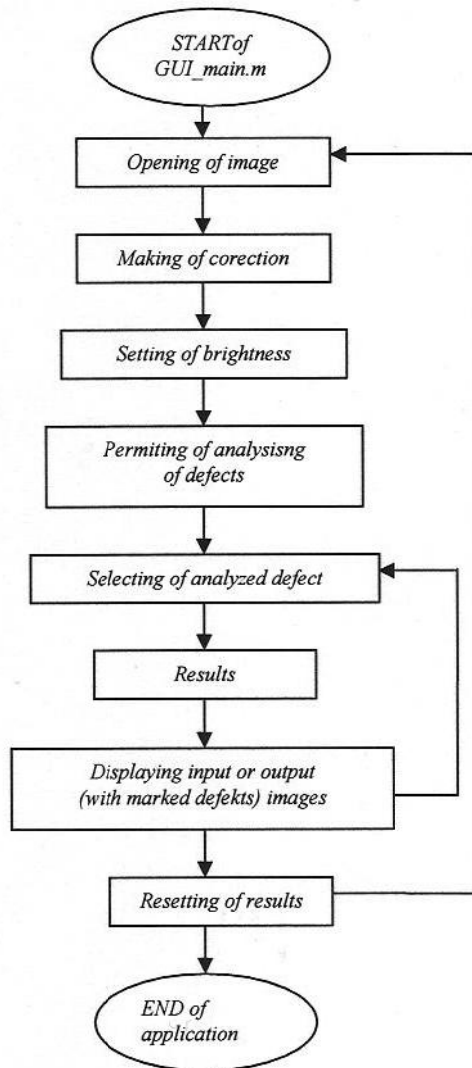 STARTof
GUI_main.m
Opening of image
Making of corection
Setting of brightness
Permiting of analysisng
of defects
Selecting of analyzed defect
Results
Displaying input or output
(with marked defekts) images
Resetting of results
END of
application